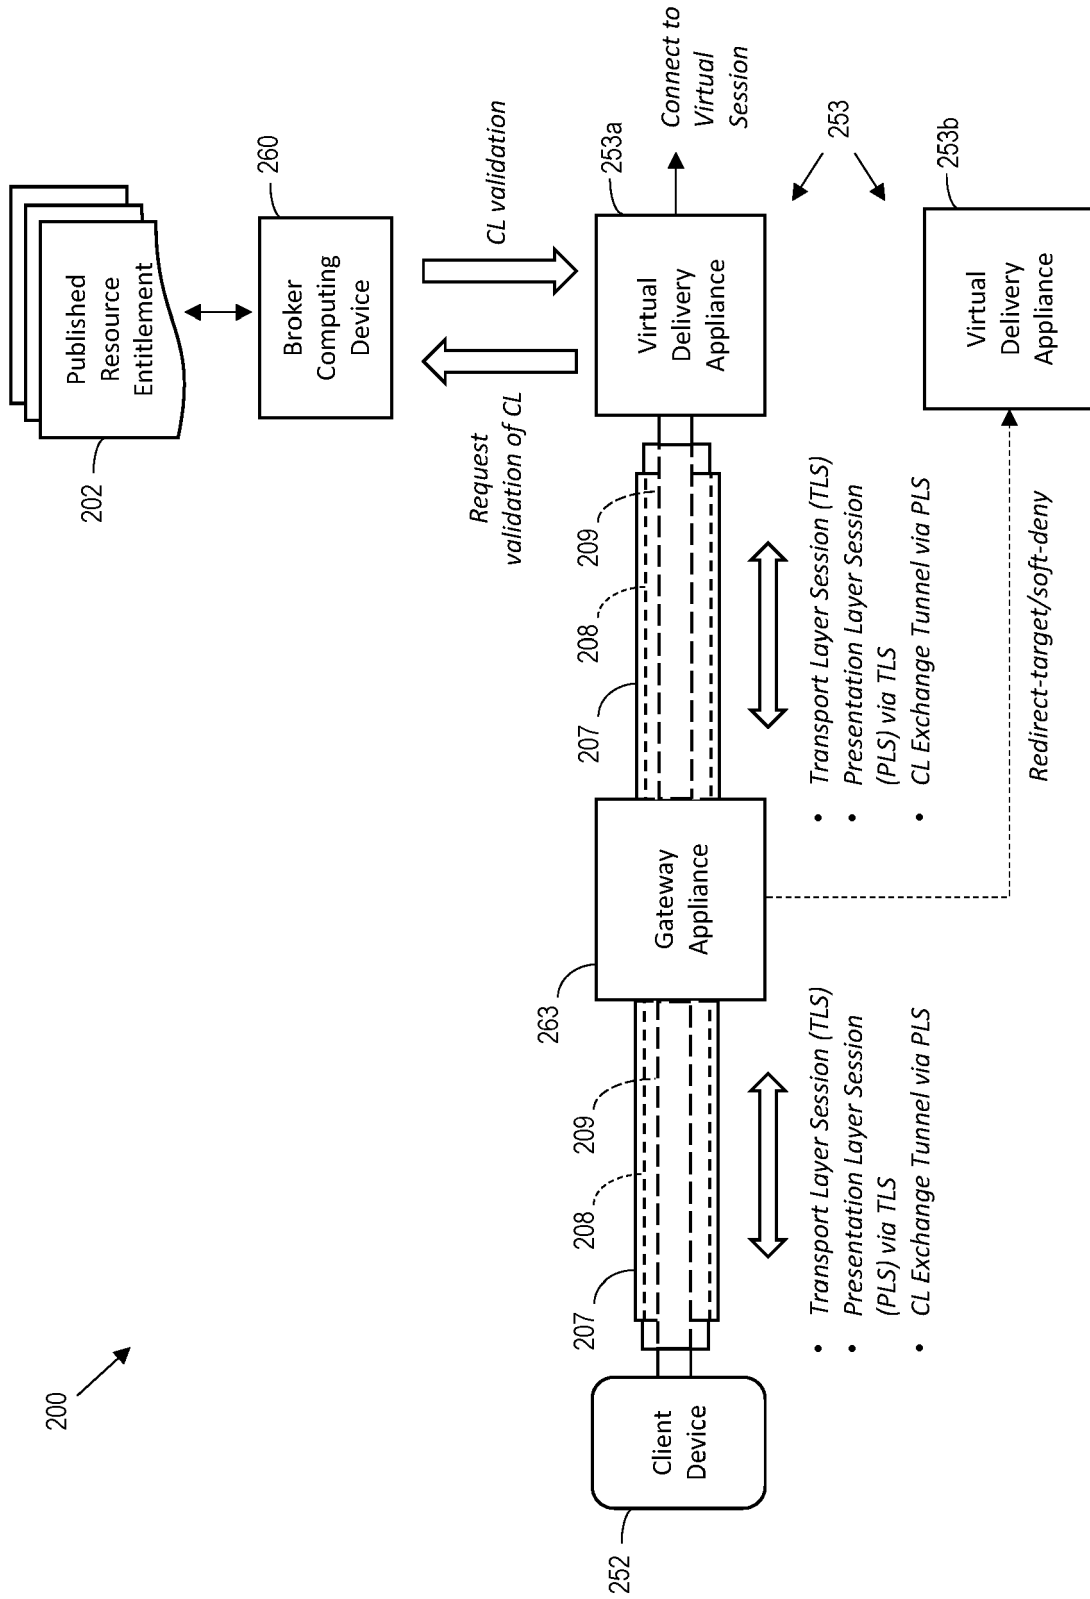 200
Published
Resource
Entitlement
202
Broker
Computing
Device
260
Request
validation of CL
CL validation
Client
Device
252
207
208
209
Gateway
Appliance
263
207
208
209
Virtual
Delivery
Appliance
253a
Connect to
Virtual
Session
253
• Transport Layer Session (TLS)
• Presentation Layer Session
(PLS) via TLS
• CL Exchange Tunnel via PLS
• Transport Layer Session (TLS)
• Presentation Layer Session
(PLS) via TLS
• CL Exchange Tunnel via PLS
Redirect-target/soft-deny
Virtual
Delivery
Appliance
253b